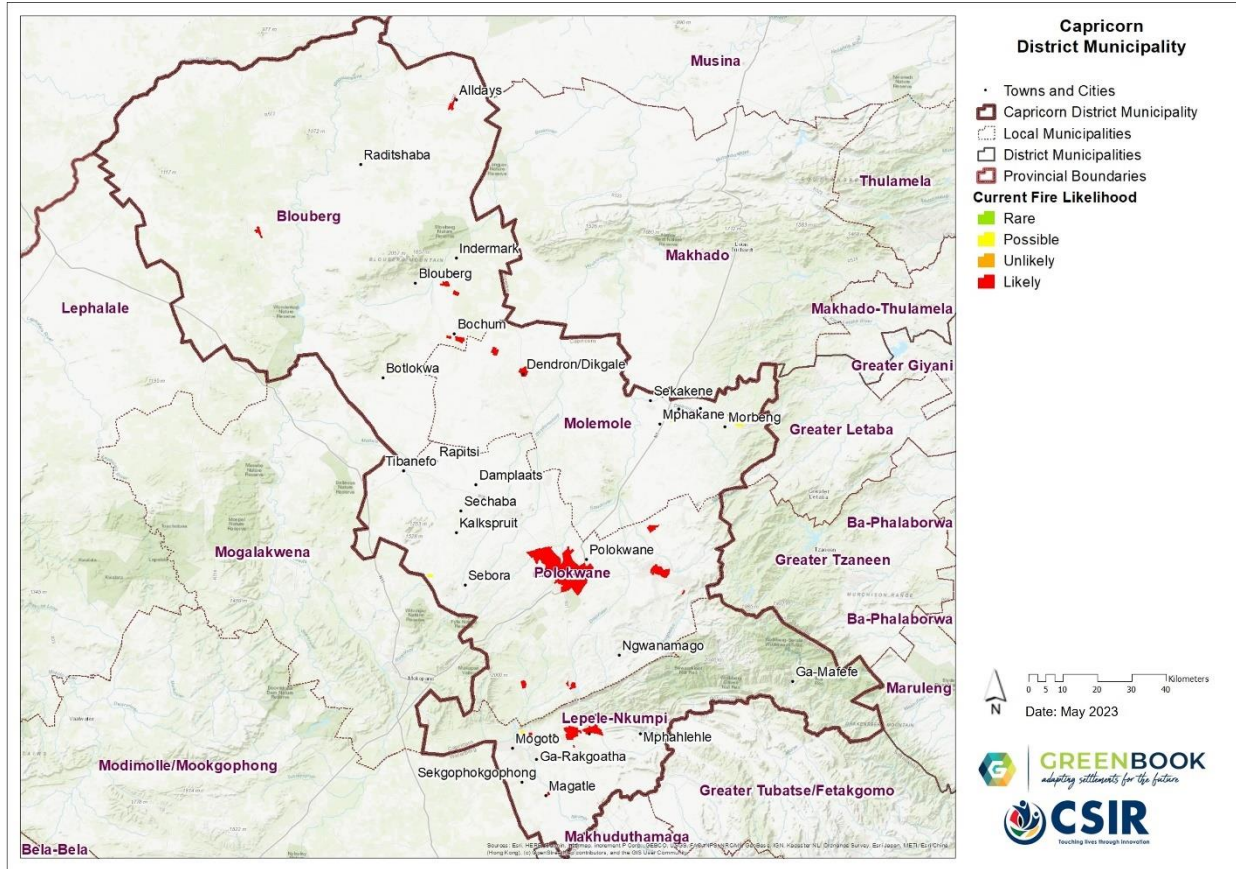 Capricorn
District Municipality
Towns and Cities
Capricorn District Municipality
Local Municipalities
District Municipalities
Provincial Boundaries
Current Fire Likelihood
Rare
Possible
Unlikely
Likely
Musina
Alldays
Raditshaba
Thulamela
Blouberg
Indermark
Makhado
Blouberg
Lephalale
Makhado-Thulamela
Bochum
Greater Giyani
Botlokwa
Dendron/Dikgale
Sekakene
Molemole
Mphakane
Morbeng
Greater Letaba
Rapitsi
Tibanefo
Damplaats
Sechaba
Kalkspruit
Ba-Phalaborwa
Mogalakwena
Polokwane
Greater Tzaneen
Polokwane
Sebora
Ba-Phalaborwa
Ngwanamago
Ga-Mafefe
Maruleng
Lepele-Nkumpi
Mogoto
Mphahlehle
Ga-Rakgoatha
Modimolle/Mookgophong
Sekgophokgophong
Magatle
Greater Tubatse/Fetakgomo
Makhuduthamaga
Bela-Bela
N
0 5 10 20 30 40
Kilometers
Date: May 2023
GREENBOOK
adapting settlements for the future
CSIR
Touching lives through innovation